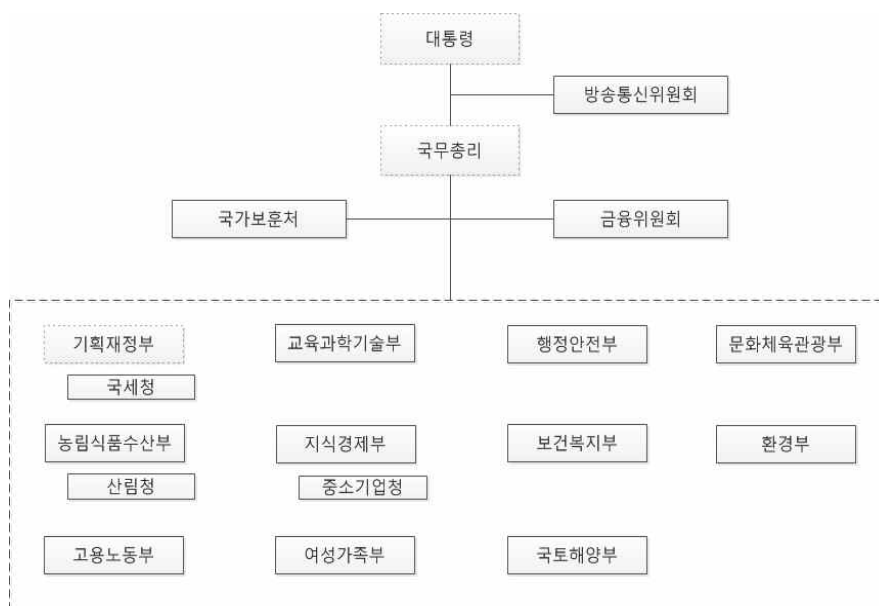 대통령
방송통신위원회
국무총리
국가보훈처
금융위원회
기획재정부
교육과학기술부
행정안전부
문화체육관광부
국세청
농림식품수산부
지식경제부
보건복지부
환경부
산림청
중소기업청
고용노동부
여성가족부
국토해양부